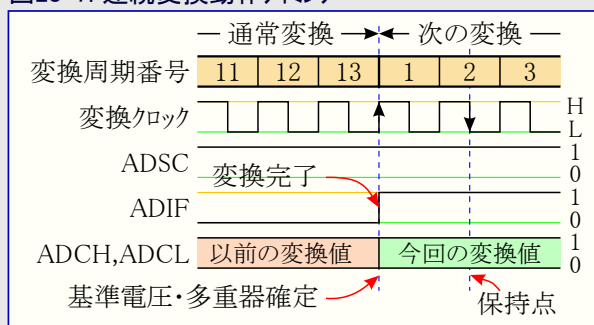 通常変換 次の変換
変換周期番号 11 12 13 1 2 3
変換クロック H L
ADSC 1 0
変換完了
ADIF 1 0
ADCH,ADCL 以前の変換値 今回の変換値 1 0
基準電圧・多重器確定 保持点